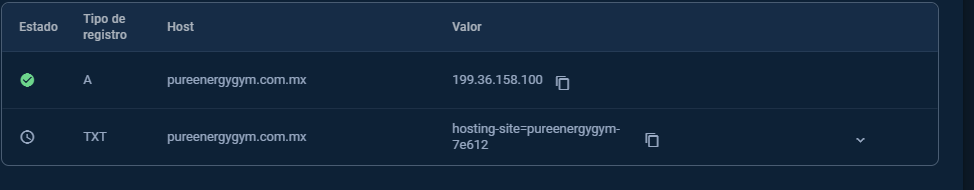 Estado
Tipo de
registro
Host
Valor
A
pureenergygym.com.mx
199.36.158.100
TXT
pureenergygym.com.mx
hosting-site=pureenergygym-
7e612